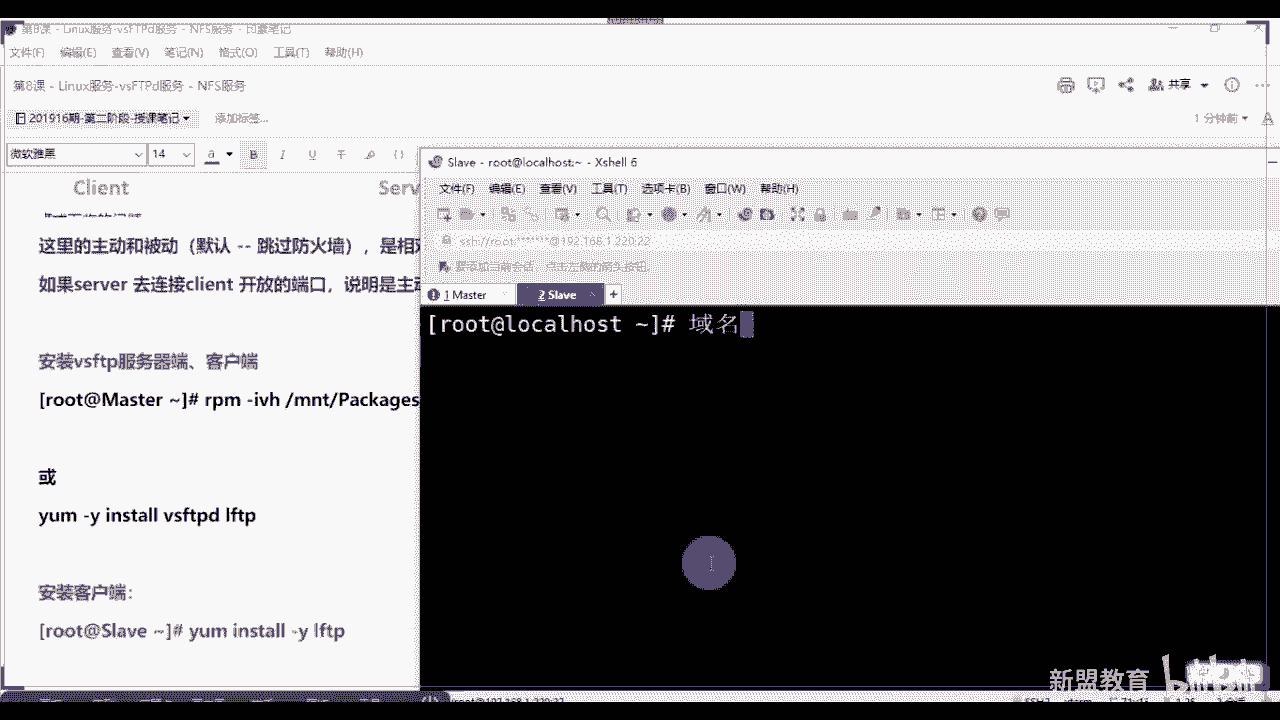 第8课 - Linux服务-vsFTPd服务 - NFS服务 - 印象笔记
文件(F) 编辑(E) 查看(V) 笔记(N) 格式(O) 工具(T) 帮助(H)
第8课 - Linux服务-vsFTPd服务 - NFS服务
共享
201916期-第二阶段-授课笔记
添加标签...
1 分钟前
微软雅黑
14
Client
Serv
这里的主动和被动（默认 -- 跳过防火墙），是相对
如果server 去连接client 开放的端口，说明是主动
安装vsftp服务器端、客户端
[root@Master ~]# rpm -ivh /mnt/Packages
或
yum -y install vsftpd lftp
安装客户端：
[root@Slave ~]# yum install -y lftp
Slave - root@localhost:~ - Xshell 6
文件(F) 编辑(E) 查看(V) 工具(T) 选项卡(B) 窗口(W) 帮助(H)
ssh://root:*******@192.168.1.220:22
要添加当前会话，点击左侧的箭头按钮。
1 Master
2 Slave
[root@localhost ~]# 域名
新盟教育
bilibili